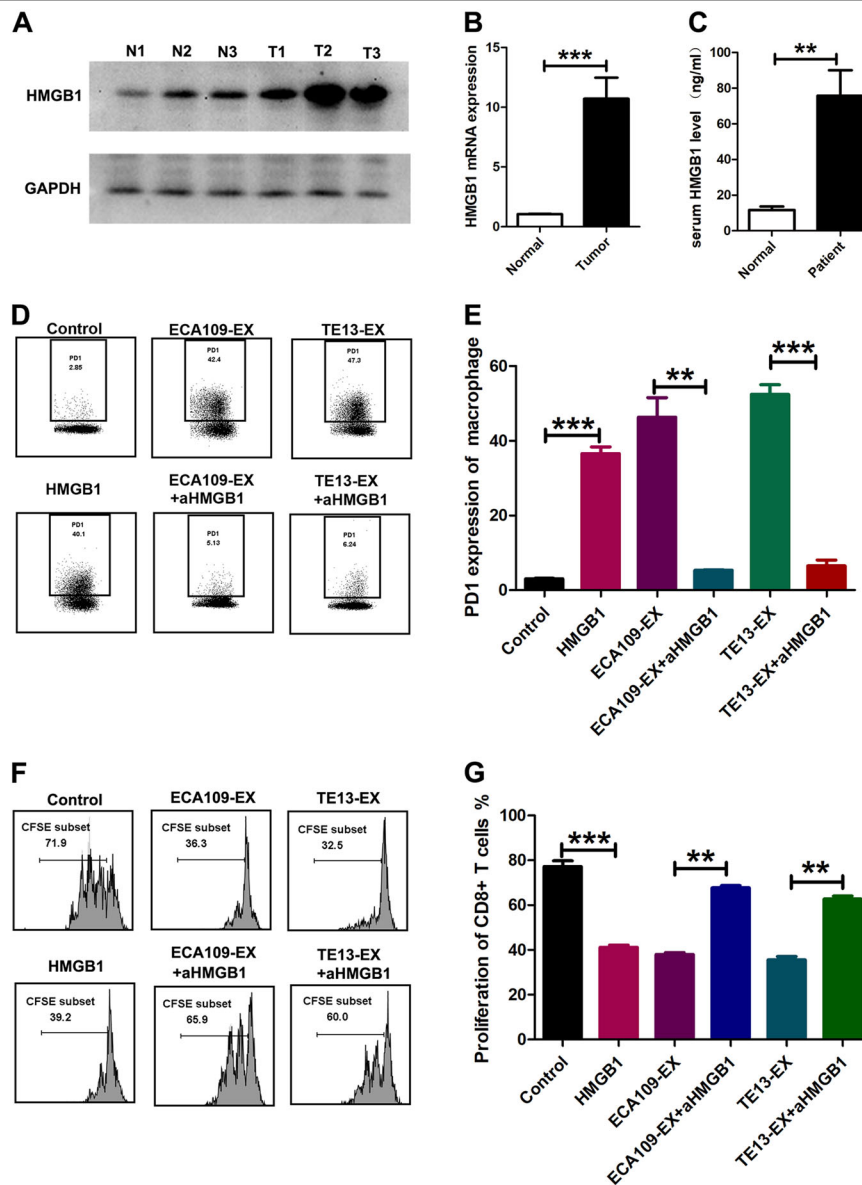 A
N1 N2 N3 T1 T2 T3
HMGB1
GAPDH
B
HMGB1 mRNA expression
15
10
5
0
***
Normal
Tumor
C
serum HMGB1 level (ng/ml)
100
80
60
40
20
0
**
Normal
Patient
D
Control
PD1
2.85
ECA109-EX
PD1
42.4
TE13-EX
PD1
47.3
HMGB1
PD1
40.1
ECA109-EX
+aHMGB1
PD1
5.13
TE13-EX
+aHMGB1
PD1
6.24
E
PD1 expression of macrophage
60
40
20
0
***
**
***
Control
HMGB1
ECA109-EX
ECA109-EX+aHMGB1
TE13-EX
TE13-EX+aHMGB1
F
Control
CFSE subset
71.9
ECA109-EX
CFSE subset
36.3
TE13-EX
CFSE subset
32.5
HMGB1
CFSE subset
39.2
ECA109-EX
+aHMGB1
CFSE subset
65.9
TE13-EX
+aHMGB1
CFSE subset
60.0
G
Proliferation of CD8+ T cells %
100
80
60
40
20
0
***
**
**
Control
HMGB1
ECA109-EX
ECA109-EX+aHMGB1
TE13-EX
TE13-EX+aHMGB1